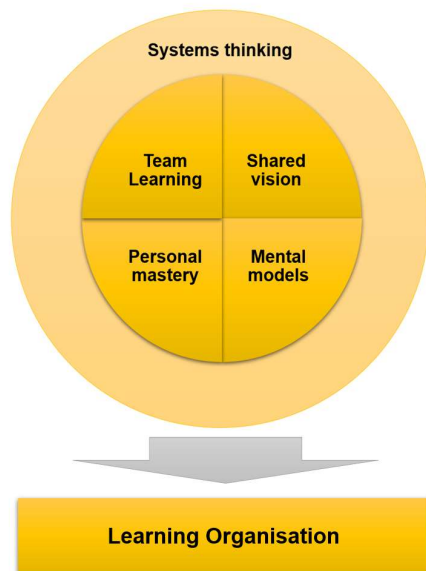 Systems thinking
Team
Learning
Shared
vision
Personal
mastery
Mental
models
Learning Organisation